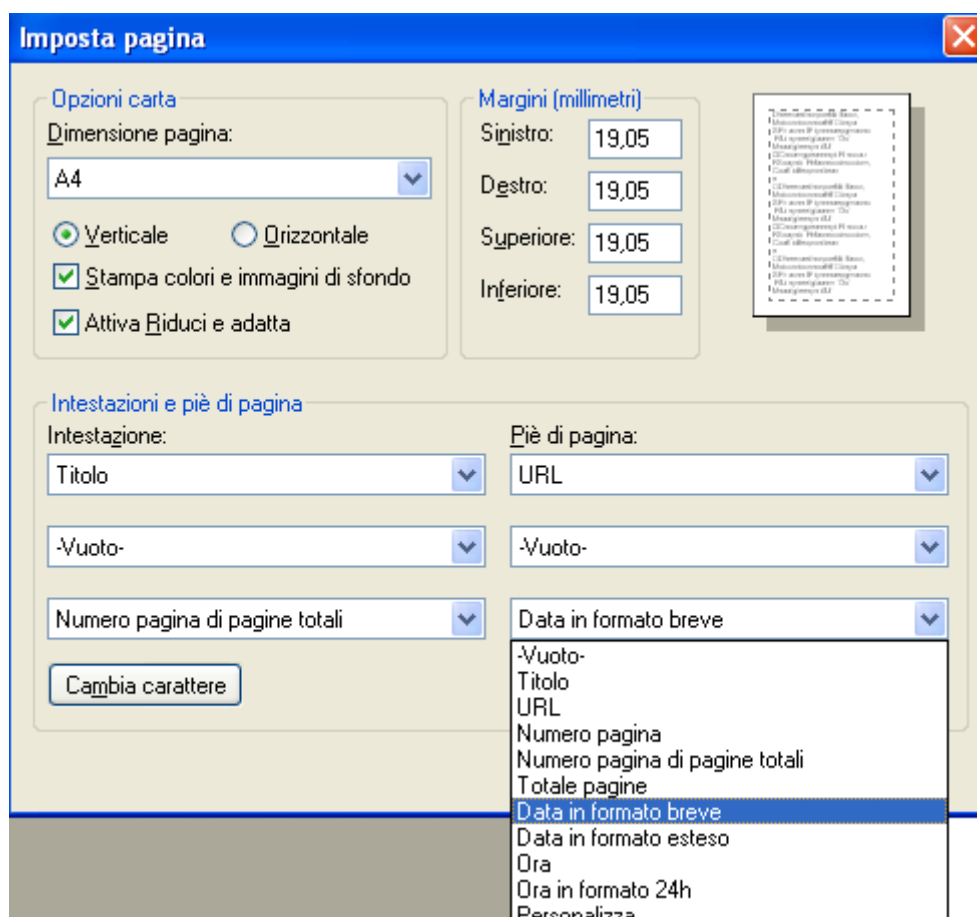 Imposta pagina
Opzioni carta
Dimensione pagina:
A4
Verticale Orizzontale
Stampa colori e immagini di sfondo
Attiva Riduci e adatta
Margini (millimetri)
Sinistro: 19,05
Destro: 19,05
Superiore: 19,05
Inferiore: 19,05
Intestazioni e piè di pagina
Intestazione: Piè di pagina:
Titolo URL
-Vuoto- -Vuoto-
Numero pagina di pagine totali Data in formato breve
Cambia carattere
-Vuoto-
Titolo
URL
Numero pagina
Numero pagina di pagine totali
Totale pagine
Data in formato breve
Data in formato esteso
Ora
Ora in formato 24h
Personalizza